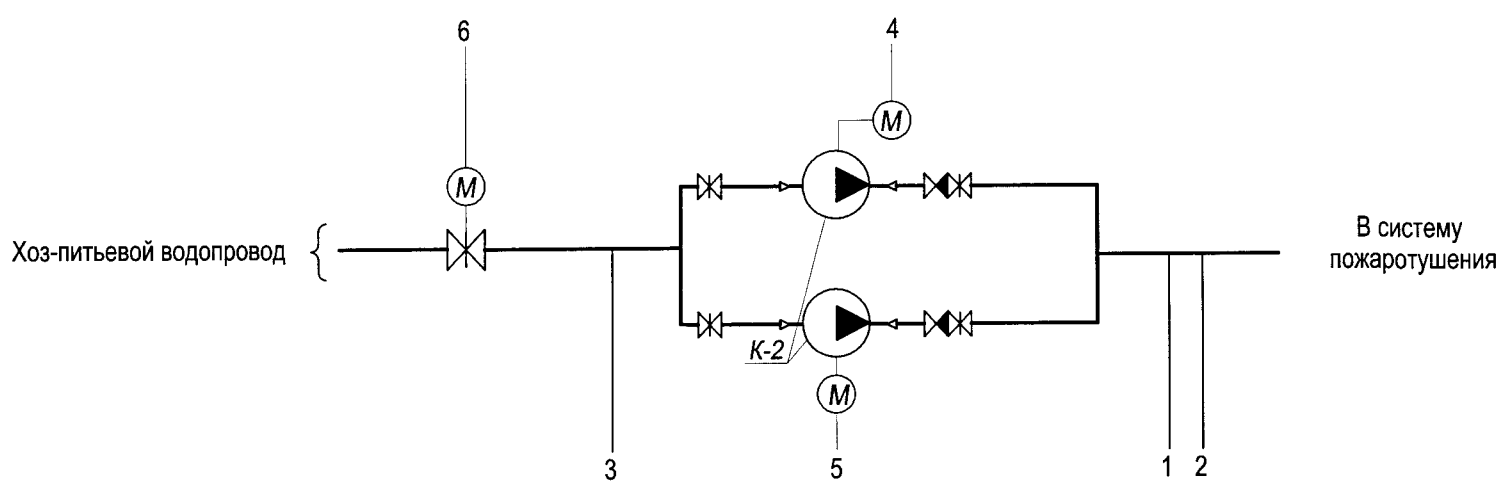 6
4
M
M
Хоз-питьевой водопровод
В систему
пожаротушения
К-2
M
3
5
1
2